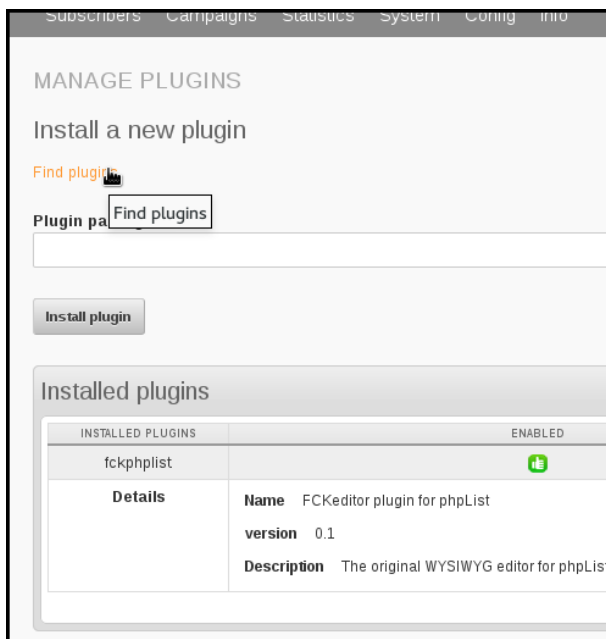 Subscribers Campaigns Statistics System Config Info
MANAGE PLUGINS
Install a new plugin
Find plugins
Find plugins
Plugin pa
Install plugin
Installed plugins
INSTALLED PLUGINS ENABLED
fckphplist
Details
Name FCKeditor plugin for phpList
version 0.1
Description The original WYSIWYG editor for phpList